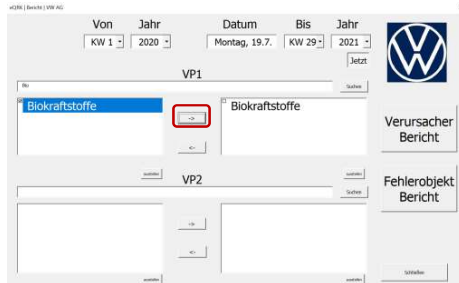 eQRK | Bericht | VW AG
Von Jahr Datum Bis Jahr
KW 1 2020 Montag, 19.7. KW 29 2021
Jetzt
VP1
Bio
Suchen
Biokraftstoffe -> Biokraftstoffe
<-
Verursacher
Bericht
VP2
Suchen
Fehlerobjekt
Bericht
->
<-
Schließen